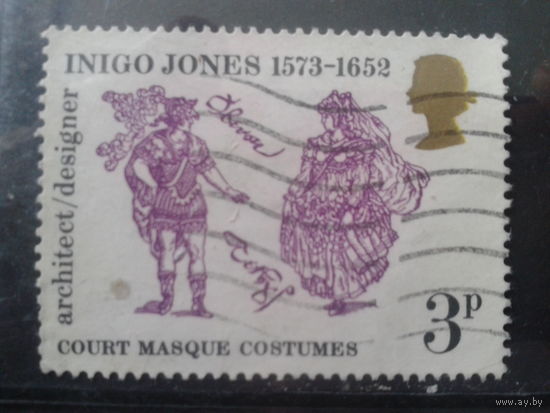 INIGO JONES 1573-1652
architect/designer
3p
COURT MASQUE COSTUMES
www.ay.by